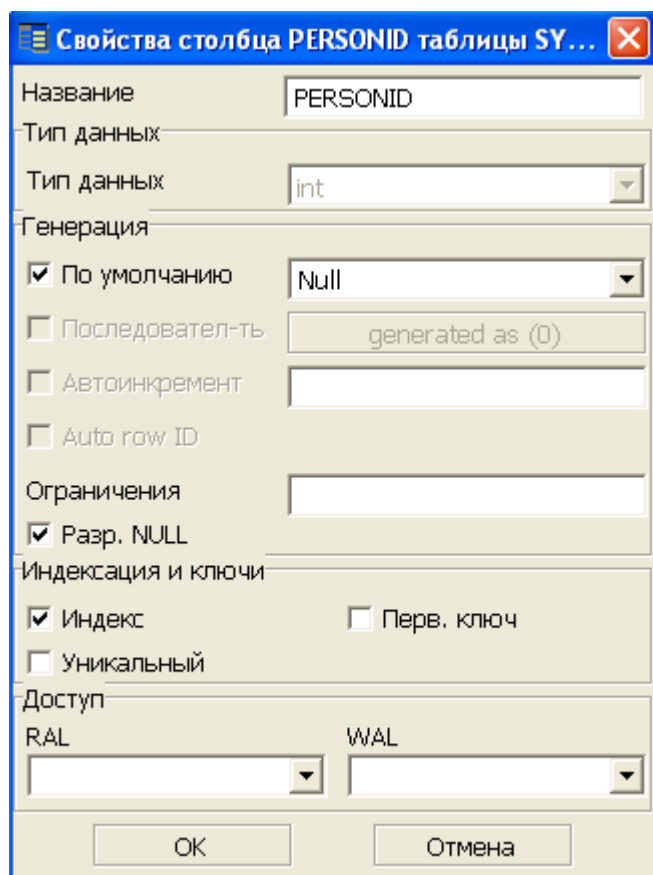 Свойства столбца PERSONID таблицы SY...
Название PERSONID
Тип данных
Тип данных int
Генерация
По умолчанию Null
Последовател-ть generated as (0)
Автоинкремент
Auto row ID
Ограничения
Разр. NULL
Индексация и ключи
Индекс Перв. ключ
Уникальный
Доступ
RAL WAL
OK Отмена